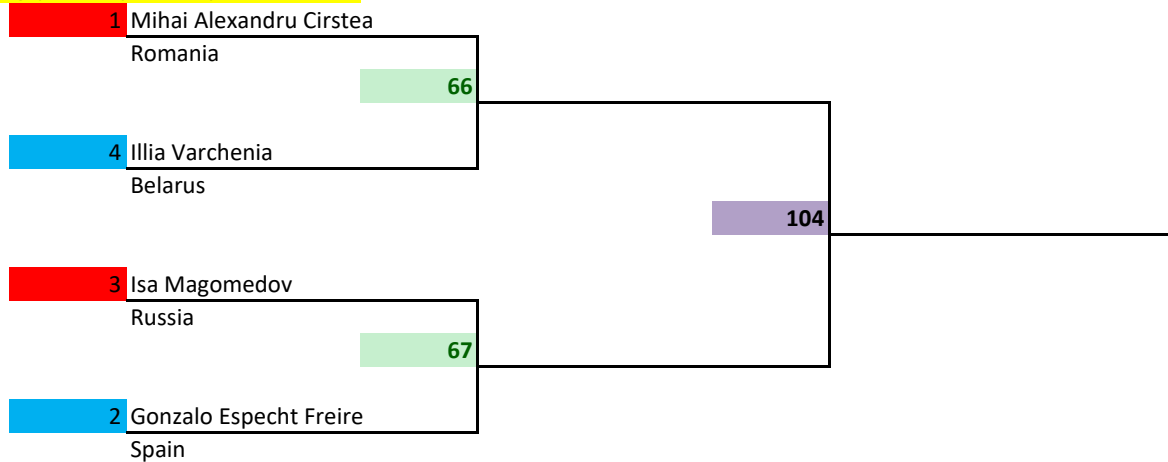 1 Mihai Alexandru Cirstea
Romania
66
4 Illia Varchenia
Belarus
104
3 Isa Magomedov
Russia
67
2 Gonzalo Especht Freire
Spain